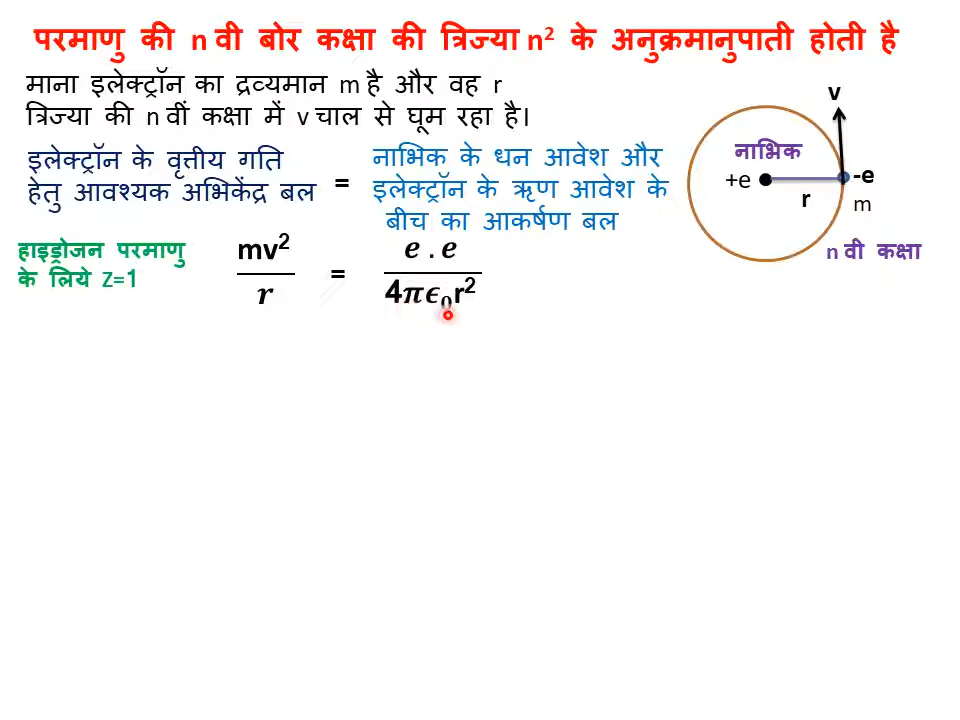 परमाणु की n वी बोर कक्षा की त्रिज्या n² के अनुक्रमानुपाती होती है
माना इलेक्ट्रॉन का द्रव्यमान m है और वह r
त्रिज्या की n वीं कक्षा में v चाल से घूम रहा है।
इलेक्ट्रॉन के वृत्तीय गति
हेतु आवश्यक अभिकेंद्र बल
=
नाभिक के धन आवेश और
इलेक्ट्रॉन के ऋण आवेश के
बीच का आकर्षण बल
v
नाभिक
+e
-e
r
m
n वी कक्षा
हाइड्रोजन परमाणु
के लिये Z=1
mv²
r
=
e . e
4πϵ₀r²